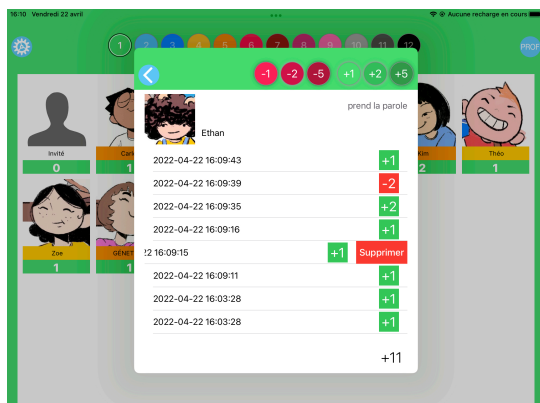 16:10 Vendredi 22 avril
Aucune recharge en cours
1 2 3 4 5 6 7 8 9 10 11 12
PROF
-1 -2 -5 +1 +2 +5
prend la parole
Ethan
2022-04-22 16:09:43 +1
2022-04-22 16:09:39 -2
2022-04-22 16:09:35 +2
2022-04-22 16:09:16 +1
22 16:09:15 +1 Supprimer
2022-04-22 16:09:11 +1
2022-04-22 16:03:28 +1
2022-04-22 16:03:28 +1
+11
Invité
0
Carl
1
Kim
2
Théo
1
Zoe
1
GENET
1